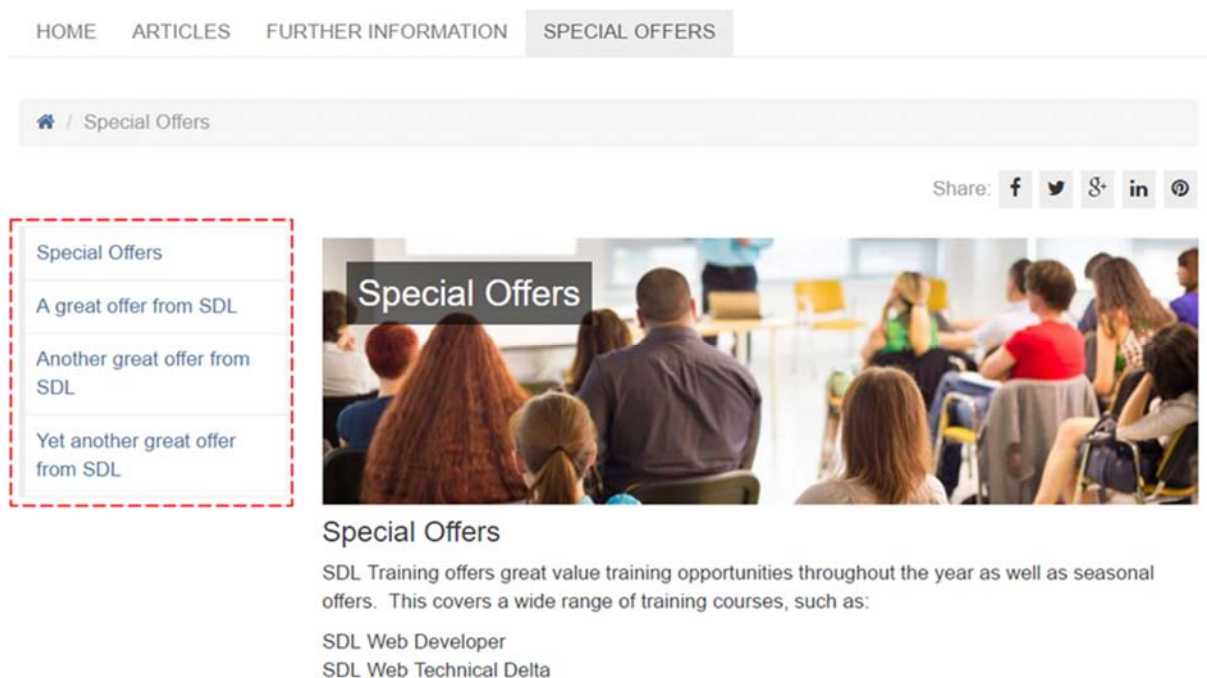 HOME ARTICLES FURTHER INFORMATION SPECIAL OFFERS
/ Special Offers
Share: f g+ in
Special Offers
A great offer from SDL
Another great offer from
SDL
Yet another great offer
from SDL
Special Offers
Special Offers
SDL Training offers great value training opportunities throughout the year as well as seasonal
offers. This covers a wide range of training courses, such as:
SDL Web Developer
SDL Web Technical Delta